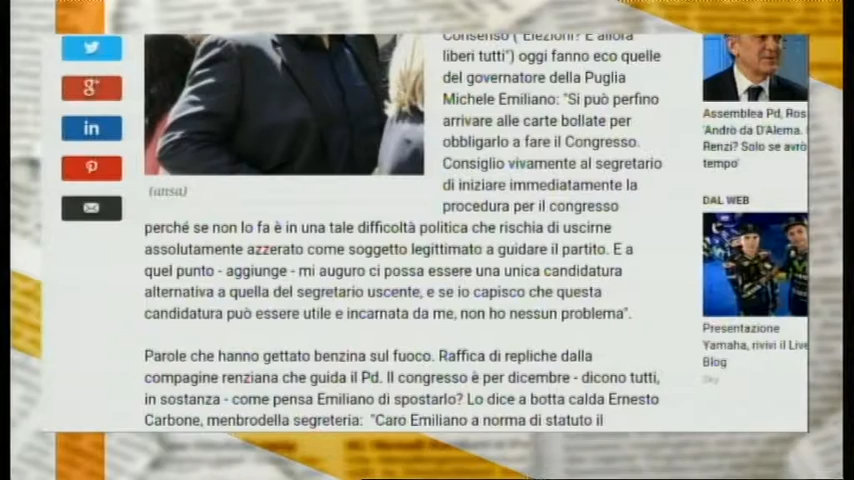 Consenso ("Elezioni? E allora
liberi tutti") oggi fanno eco quelle
del governatore della Puglia
Michele Emiliano: "Si può perfino
arrivare alle carte bollate per
obbligarlo a fare il Congresso.
Consiglio vivamente al segretario
di iniziare immediatamente la
procedura per il congresso
(ansa)
perché se non lo fa è in una tale difficoltà politica che rischia di uscirne
assolutamente azzerato come soggetto legittimato a guidare il partito. E a
quel punto - aggiunge - mi auguro ci possa essere una unica candidatura
alternativa a quella del segretario uscente, e se io capisco che questa
candidatura può essere utile e incarnata da me, non ho nessun problema".
Parole che hanno gettato benzina sul fuoco. Raffica di repliche dalla
compagine renziana che guida il Pd. Il congresso è per dicembre - dicono tutti,
in sostanza - come pensa Emiliano di spostarlo? Lo dice a botta calda Ernesto
Carbone, menbrodella segreteria: "Caro Emiliano a norma di statuto il
g+
in
Assemblea Pd, Ros
'Andrò da D'Alema.
Renzi? Solo se avrò
tempo'
DAL WEB
Presentazione
Yamaha, rivivi il Live
Blog
Sky